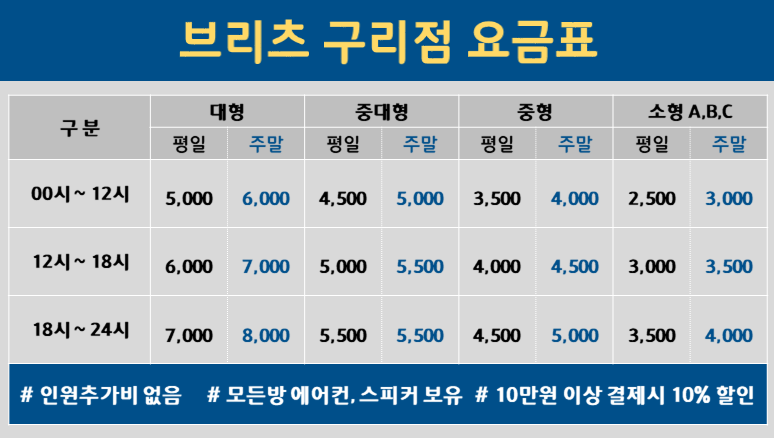 브리츠 구리점 요금표
구 분 대형 중대형 중형 소형 A,B,C
평일 주말 평일 주말 평일 주말 평일 주말
00시 ~ 12시 5,000 6,000 4,500 5,000 3,500 4,000 2,500 3,000
12시 ~ 18시 6,000 7,000 5,000 5,500 4,000 4,500 3,000 3,500
18시 ~ 24시 7,000 8,000 5,500 5,500 4,500 5,000 3,500 4,000
# 인원추가비 없음 # 모든방 에어컨, 스피커 보유 # 10만원 이상 결제시 10% 할인